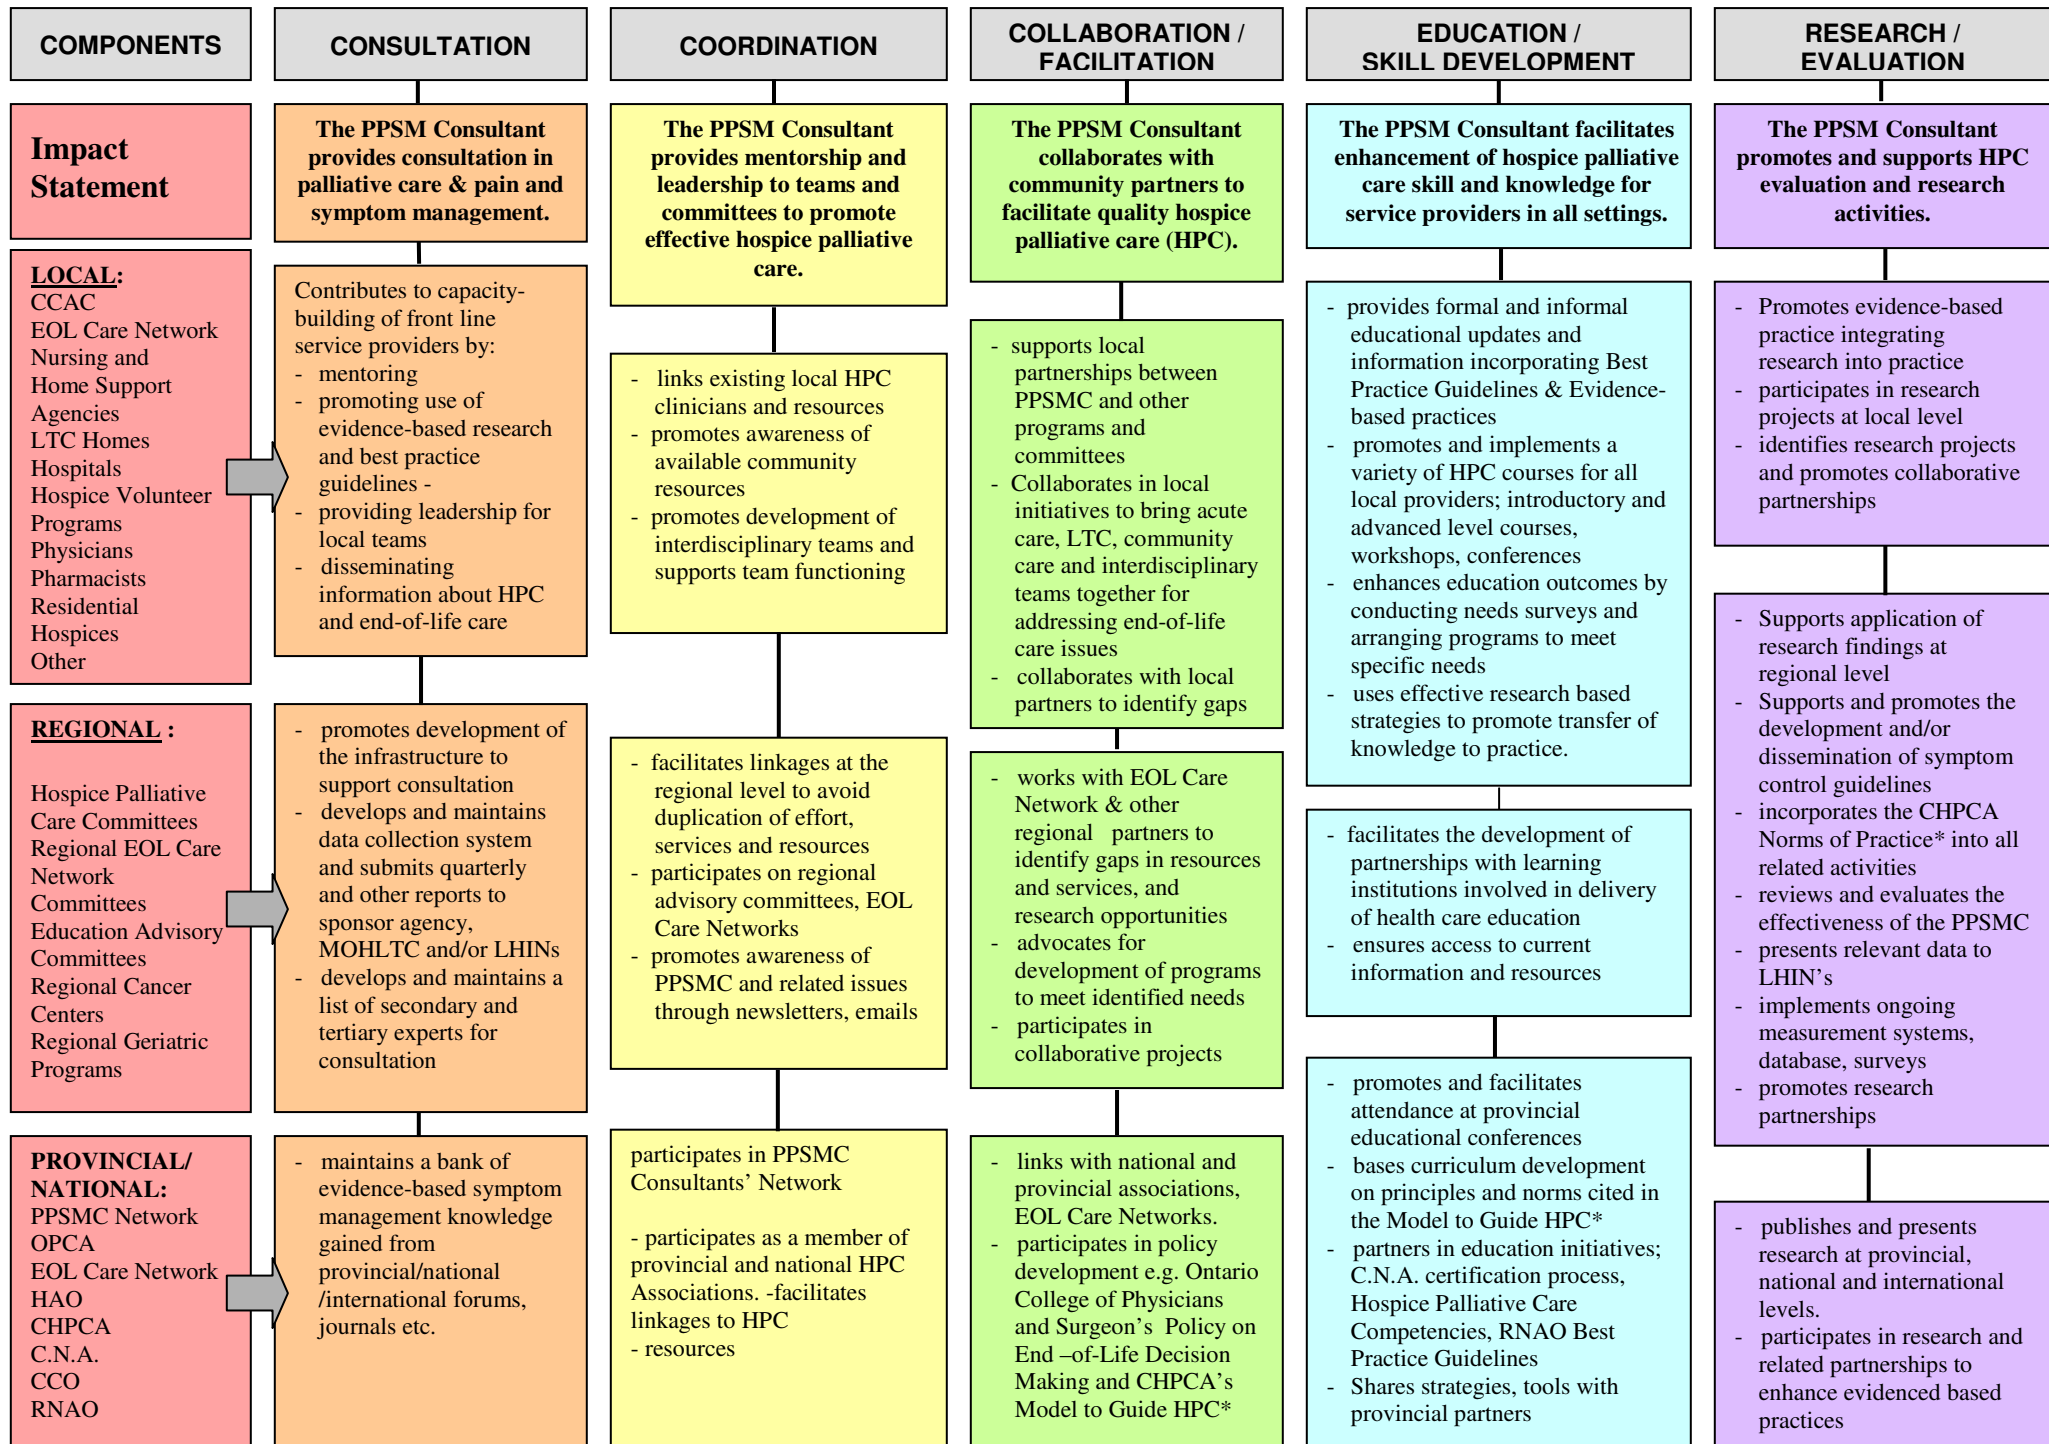 COMPONENTS
Impact
Statement
LOCAL:
CCAC
EOL Care Network
Nursing and
Home Support
Agencies
LTC Homes
Hospitals
Hospice Volunteer
Programs
Physicians
Pharmacists
Residential
Hospices
Other
REGIONAL :
Hospice Palliative
Care Committees
Regional EOL Care
Network
Committees
Education Advisory
Committees
Regional Cancer
Centers
Regional Geriatric
Programs
PROVINCIAL/
NATIONAL:
PPSMC Network
OPCA
EOL Care Network
HAO
CHPCA
C.N.A.
CCO
RNAO
CONSULTATION
The PPSM Consultant
provides consultation in
palliative care & pain and
symptom management.
Contributes to capacity-
building of front line
service providers by:
- mentoring
- promoting use of
evidence-based research
and best practice
guidelines -
- providing leadership for
local teams
- disseminating
information about HPC
and end-of-life care
- promotes development of
the infrastructure to
support consultation
- develops and maintains
data collection system
and submits quarterly
and other reports to
sponsor agency,
MOHLTC and/or LHINs
- develops and maintains a
list of secondary and
tertiary experts for
consultation
- maintains a bank of
evidence-based symptom
management knowledge
gained from
provincial/national
/international forums,
journals etc.
COORDINATION
The PPSM Consultant
provides mentorship and
leadership to teams and
committees to promote
effective hospice palliative
care.
- links existing local HPC
clinicians and resources
- promotes awareness of
available community
resources
- promotes development of
interdisciplinary teams and
supports team functioning
- facilitates linkages at the
regional level to avoid
duplication of effort,
services and resources
- participates on regional
advisory committees, EOL
Care Networks
- promotes awareness of
PPSMC and related issues
through newsletters, emails
participates in PPSMC
Consultants’ Network
- participates as a member of
provincial and national HPC
Associations. -facilitates
linkages to HPC
- resources
COLLABORATION /
FACILITATION
The PPSM Consultant
collaborates with
community partners to
facilitate quality hospice
palliative care (HPC).
- supports local
partnerships between
PPSMC and other
programs and
committees
- Collaborates in local
initiatives to bring acute
care, LTC, community
care and interdisciplinary
teams together for
addressing end-of-life
care issues
- collaborates with local
partners to identify gaps
- works with EOL Care
Network & other
regional partners to
identify gaps in resources
and services, and
research opportunities
- advocates for
development of programs
to meet identified needs
- participates in
collaborative projects
- links with national and
provincial associations,
EOL Care Networks.
- participates in policy
development e.g. Ontario
College of Physicians
and Surgeon’s Policy on
End –of-Life Decision
Making and CHPCA’s
Model to Guide HPC*
EDUCATION /
SKILL DEVELOPMENT
The PPSM Consultant facilitates
enhancement of hospice palliative
care skill and knowledge for
service providers in all settings.
- provides formal and informal
educational updates and
information incorporating Best
Practice Guidelines & Evidence-
based practices
- promotes and implements a
variety of HPC courses for all
local providers; introductory and
advanced level courses,
workshops, conferences
- enhances education outcomes by
conducting needs surveys and
arranging programs to meet
specific needs
- uses effective research based
strategies to promote transfer of
knowledge to practice.
- facilitates the development of
partnerships with learning
institutions involved in delivery
of health care education
- ensures access to current
information and resources
- promotes and facilitates
attendance at provincial
educational conferences
- bases curriculum development
on principles and norms cited in
the Model to Guide HPC*
- partners in education initiatives;
C.N.A. certification process,
Hospice Palliative Care
Competencies, RNAO Best
Practice Guidelines
- Shares strategies, tools with
provincial partners
RESEARCH /
EVALUATION
The PPSM Consultant
promotes and supports HPC
evaluation and research
activities.
- Promotes evidence-based
practice integrating
research into practice
- participates in research
projects at local level
- identifies research projects
and promotes collaborative
partnerships
- Supports application of
research findings at
regional level
- Supports and promotes the
development and/or
dissemination of symptom
control guidelines
- incorporates the CHPCA
Norms of Practice* into all
related activities
- reviews and evaluates the
effectiveness of the PPSMC
- presents relevant data to
LHIN’s
- implements ongoing
measurement systems,
database, surveys
- promotes research
partnerships
- publishes and presents
research at provincial,
national and international
levels.
- participates in research and
related partnerships to
enhance evidenced based
practices